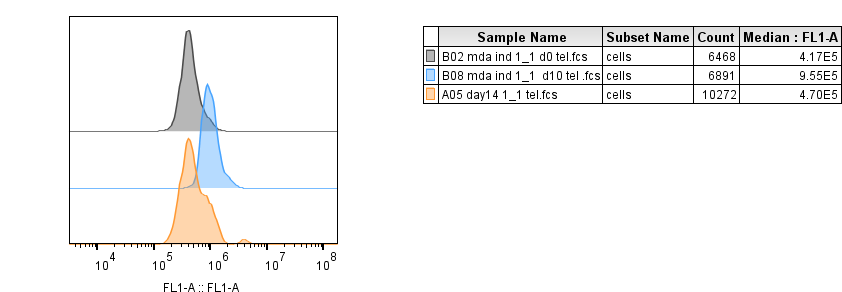 Sample Name Subset Name Count Median : FL1-A
B02 mda ind 1_1 d0 tel.fcs cells 6468 4.17E5
B08 mda ind 1_1  d10 tel .fcs cells 6891 9.55E5
A05 day14 1_1 tel.fcs cells 10272 4.70E5
10^4 10^5 10^6 10^7 10^8
FL1-A :: FL1-A